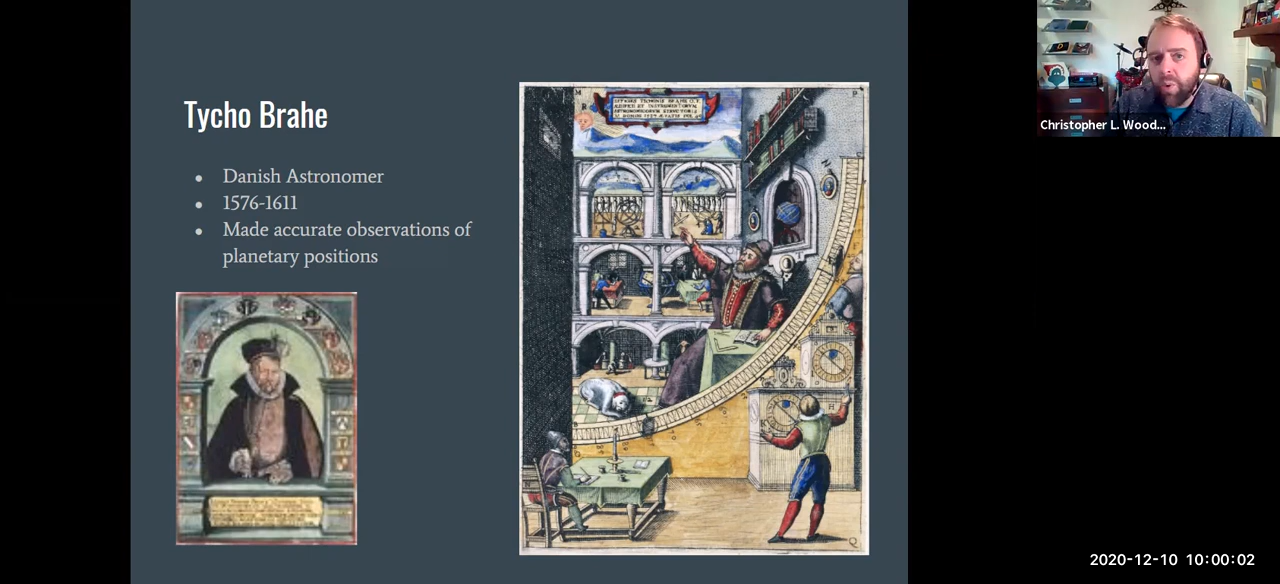 Tycho Brahe
Danish Astronomer
1576-1611
Made accurate observations of
planetary positions
Christopher L. Wood...
2020-12-10 10:00:02